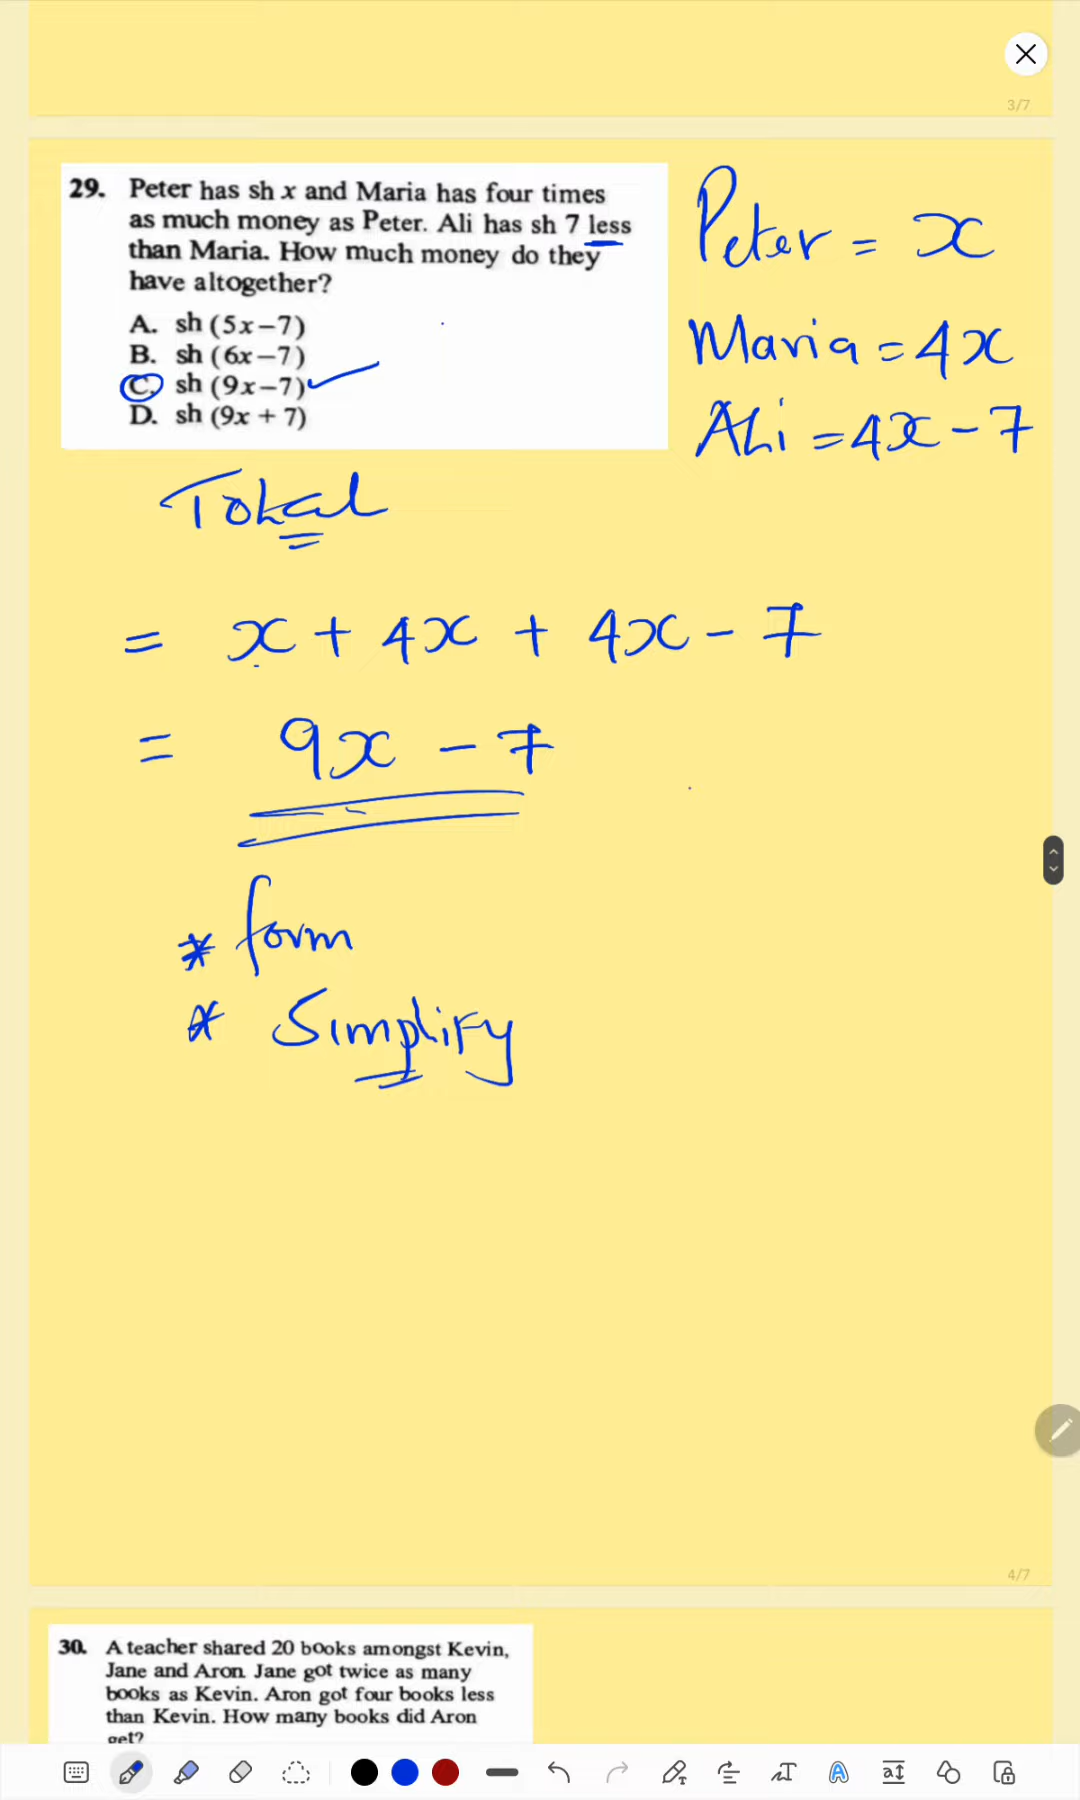 3/7
29. Peter has sh x and Maria has four times
as much money as Peter. Ali has sh 7 less
than Maria. How much money do they
have altogether?
A. sh (5x-7)
B. sh (6x-7)
C. sh (9x-7)
D. sh (9x + 7)
Peter = x
Maria = 4x
Ali = 4x - 7
Total
= x + 4x + 4x - 7
= 9x - 7
* form
* Simplify
4/7
30. A teacher shared 20 books amongst Kevin,
Jane and Aron. Jane got twice as many
books as Kevin. Aron got four books less
than Kevin. How many books did Aron
get?